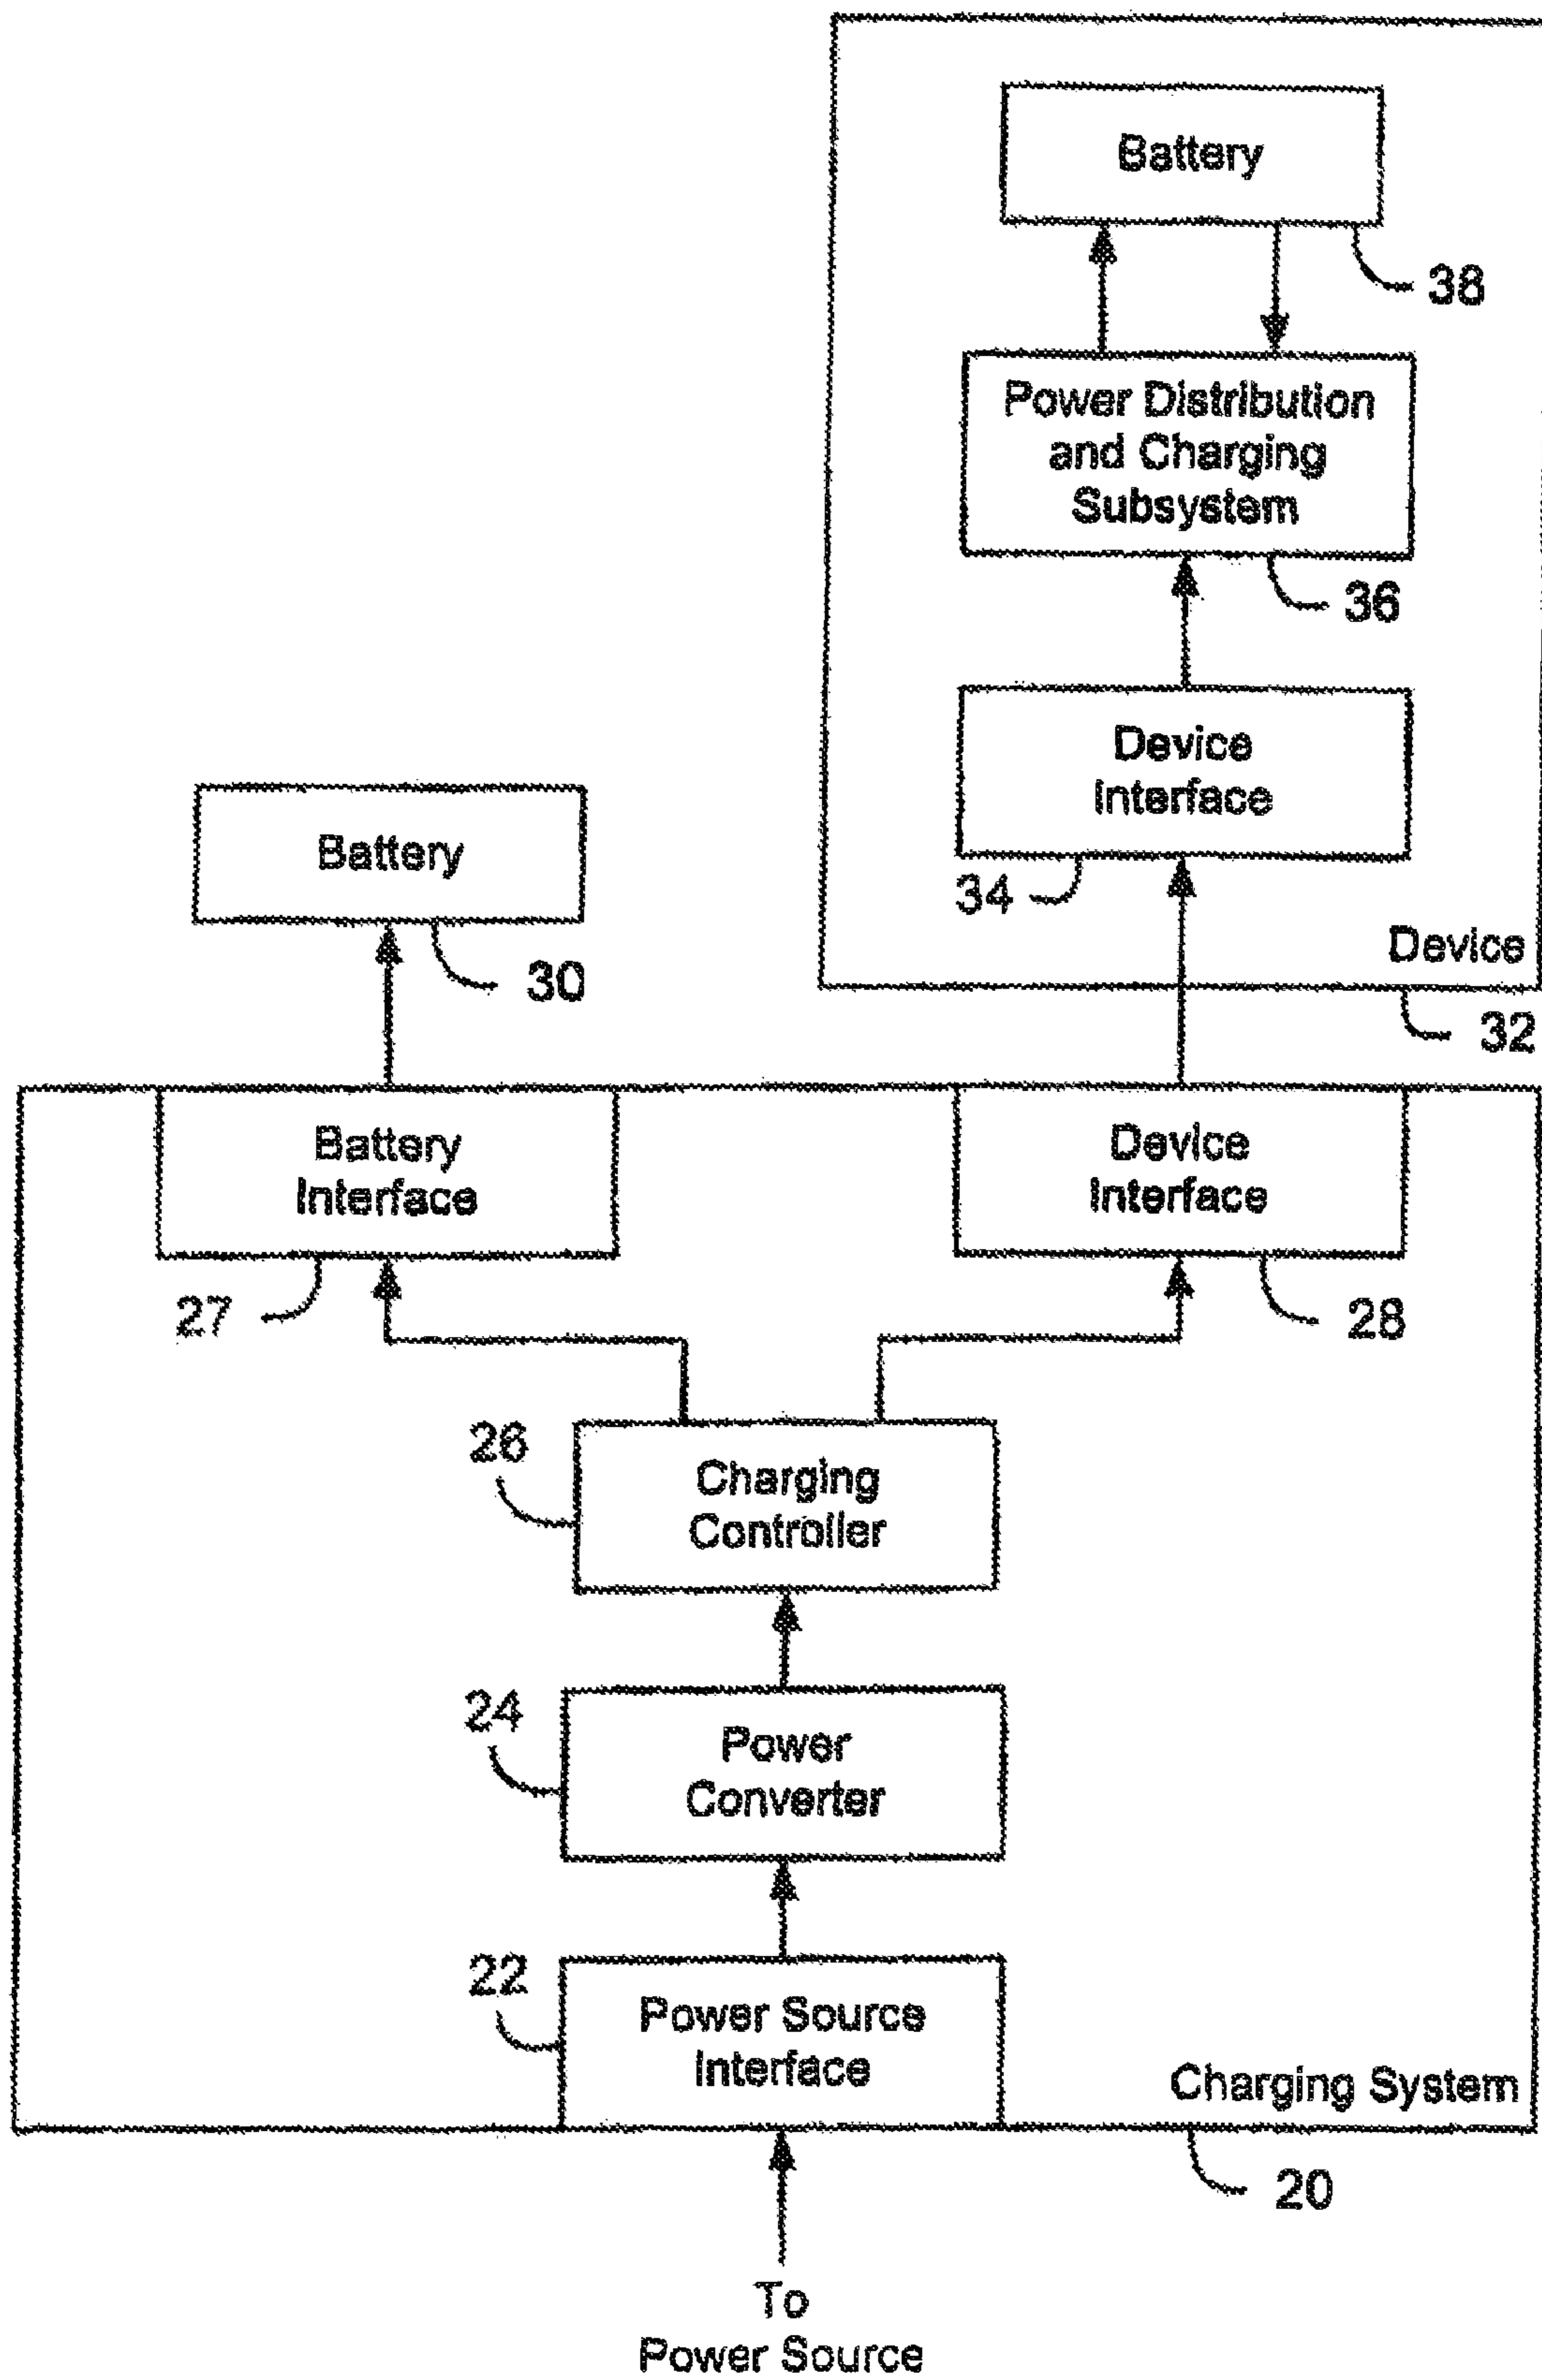 Battery
38
Power Distribution
and Charging
Subsystem
36
Device
Interface
34
Device
32
Battery
30
Battery
Interface
27
Device
Interface
28
26
Charging
Controller
24
Power
Converter
22
Power Source
Interface
Charging System
20
To
Power Source